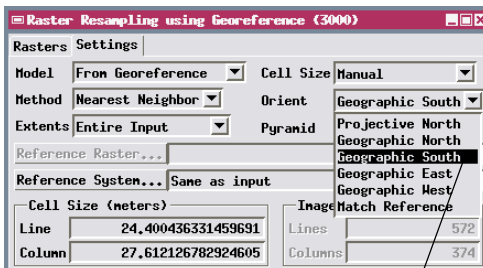 Raster Resampling using Georeference (3000)
Rasters Settings
Model From Georeference Cell Size Manual
Method Nearest Neighbor Orient Geographic South
Extents Entire Input Pyramid
Projective North
Geographic North
Geographic South
Geographic East
Geographic West
Match Reference
Reference Raster...
Reference System... Same as input
Cell Size (meters) Image
Line 24.400436331459691 Lines 572
Column 27.612126782924605 Columns 374